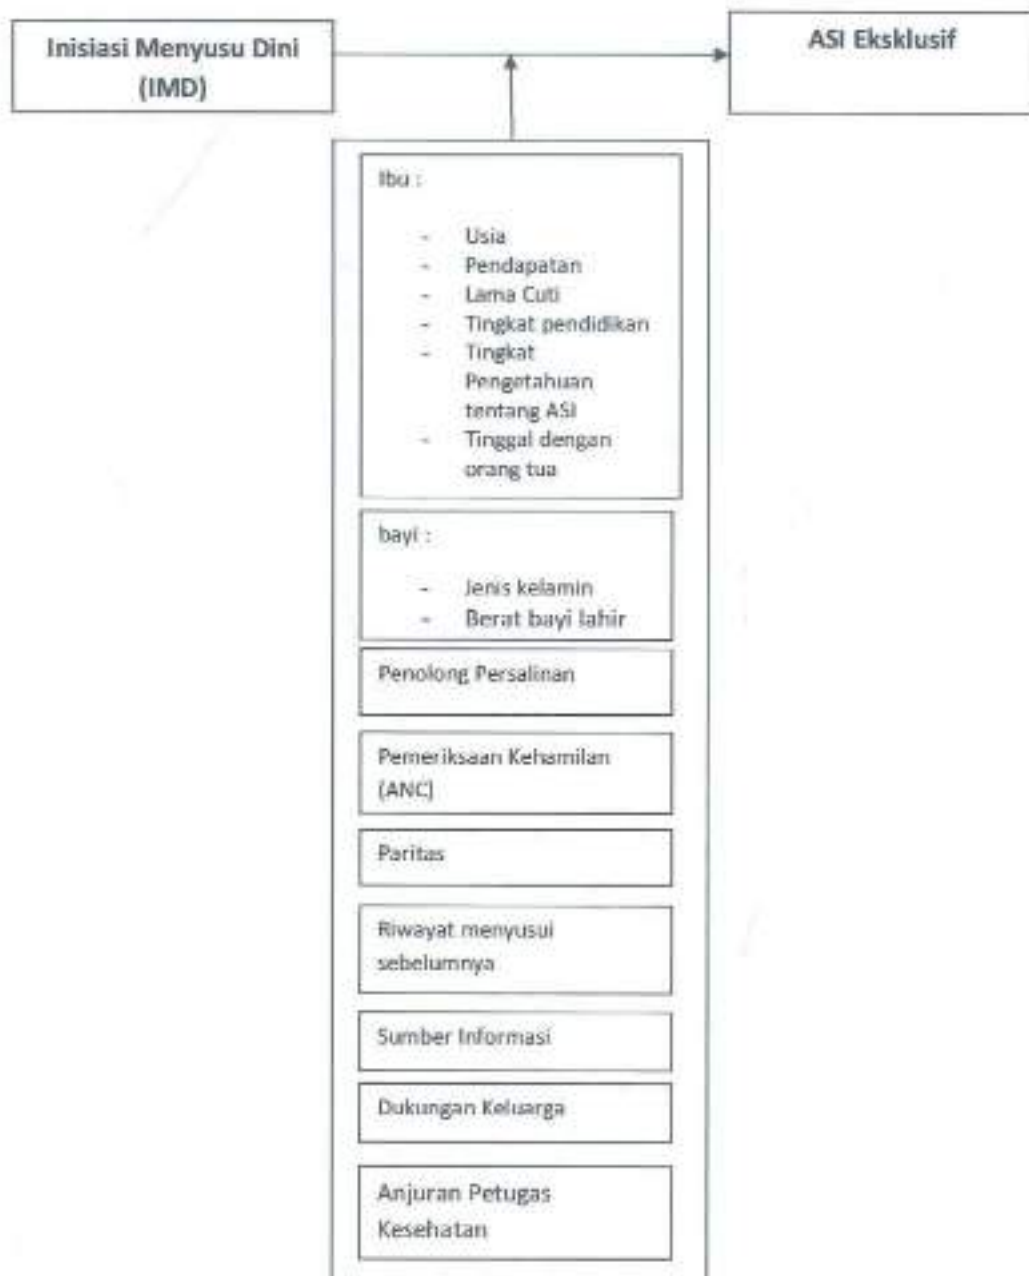 Inisiasi Menyusu Dini
(IMD)
ASI Eksklusif
Ibu :
- Usia
- Pendapatan
- Lama Cuti
- Tingkat pendidikan
- Tingkat
Pengetahuan
tentang ASI
- Tinggal dengan
orang tua
bayi :
- Jenis kelamin
- Berat bayi lahir
Penolong Persalinan
Pemeriksaan Kehamilan
(ANC)
Paritas
Riwayat menyusui
sebelumnya
Sumber Informasi
Dukungan Keluarga
Anjuran Petugas
Kesehatan